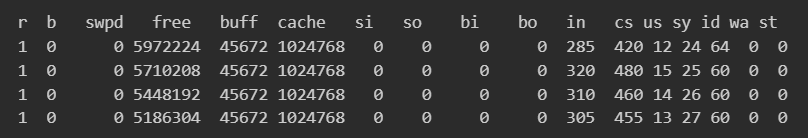 r b swpd free buff cache si so bi bo in cs us sy id wa st
1 0 0 5972224 45672 1024768 0 0 0 0 285 420 12 24 64 0 0
1 0 0 5710208 45672 1024768 0 0 0 0 320 480 15 25 60 0 0
1 0 0 5448192 45672 1024768 0 0 0 0 310 460 14 26 60 0 0
1 0 0 5186304 45672 1024768 0 0 0 0 305 455 13 27 60 0 0